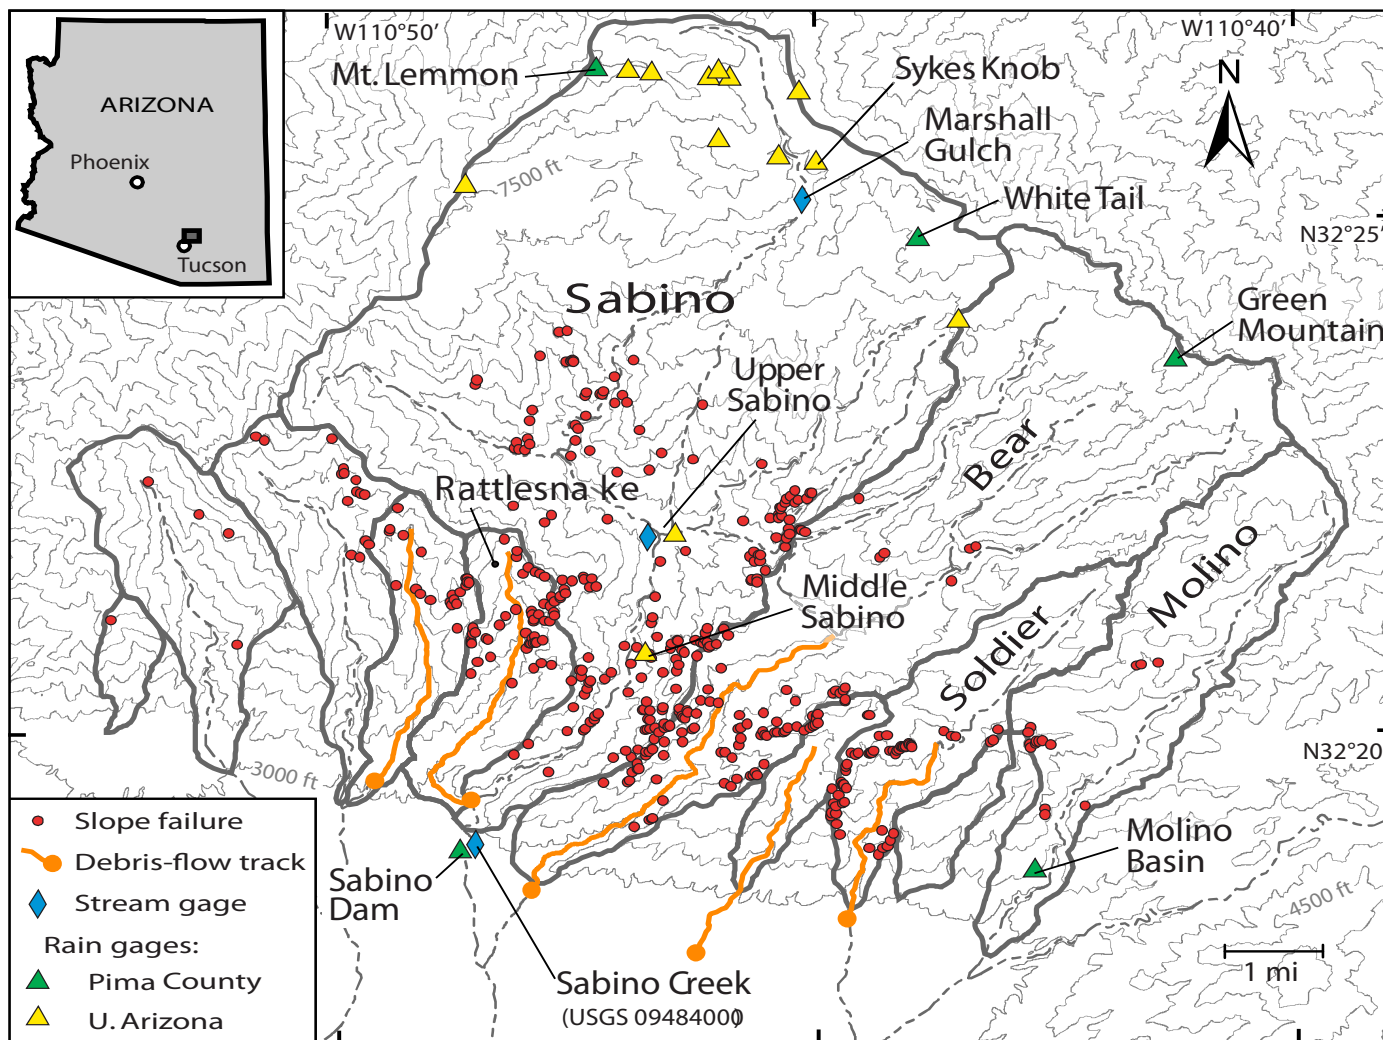 W110°50’
W110°40’
Mt. Lemmon
Sykes Knob
N
ARIZONA
Marshall
Gulch
Phoenix
7500 ft
White Tail
N32°25’
Tucson
Sabino
Green
Mountain
Upper
Sabino
Bear
Rattlesna ke
Molino
Middle
Sabino
Soldier
N32°20
3000 ft
Slope failure
Debris-flow track
Stream gage
Rain gages:
Pima County
U. Arizona
Sabino
Dam
Molino
Basin
4500 ft
1 mi
Sabino Creek
(USGS 09484000)